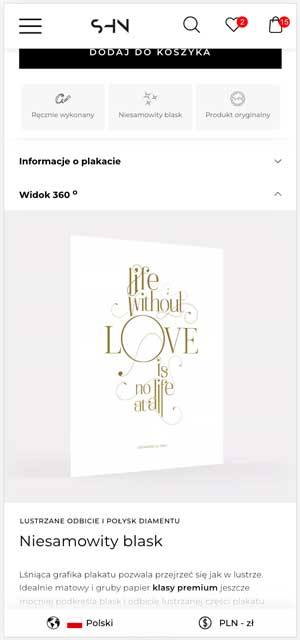 SHN
2
15
DODAJ DO KOSZYKA
Ręcznie wykonany
Niesamowity blask
Produkt oryginalny
Informacje o plakacie
Widok 360 º
life
without
LOVE
is
no life
at all
LUSTRZANE ODBICIE I POŁYSK DIAMENTU
Niesamowity blask
Lśniąca grafika plakatu pozwala przejrzeć się jak w lustrze.
Idealnie matowy i gruby papier klasy premium jeszcze
mocniej podkreśla blask i odbicie lustrzanej części plakatu.
Polski
PLN - zł